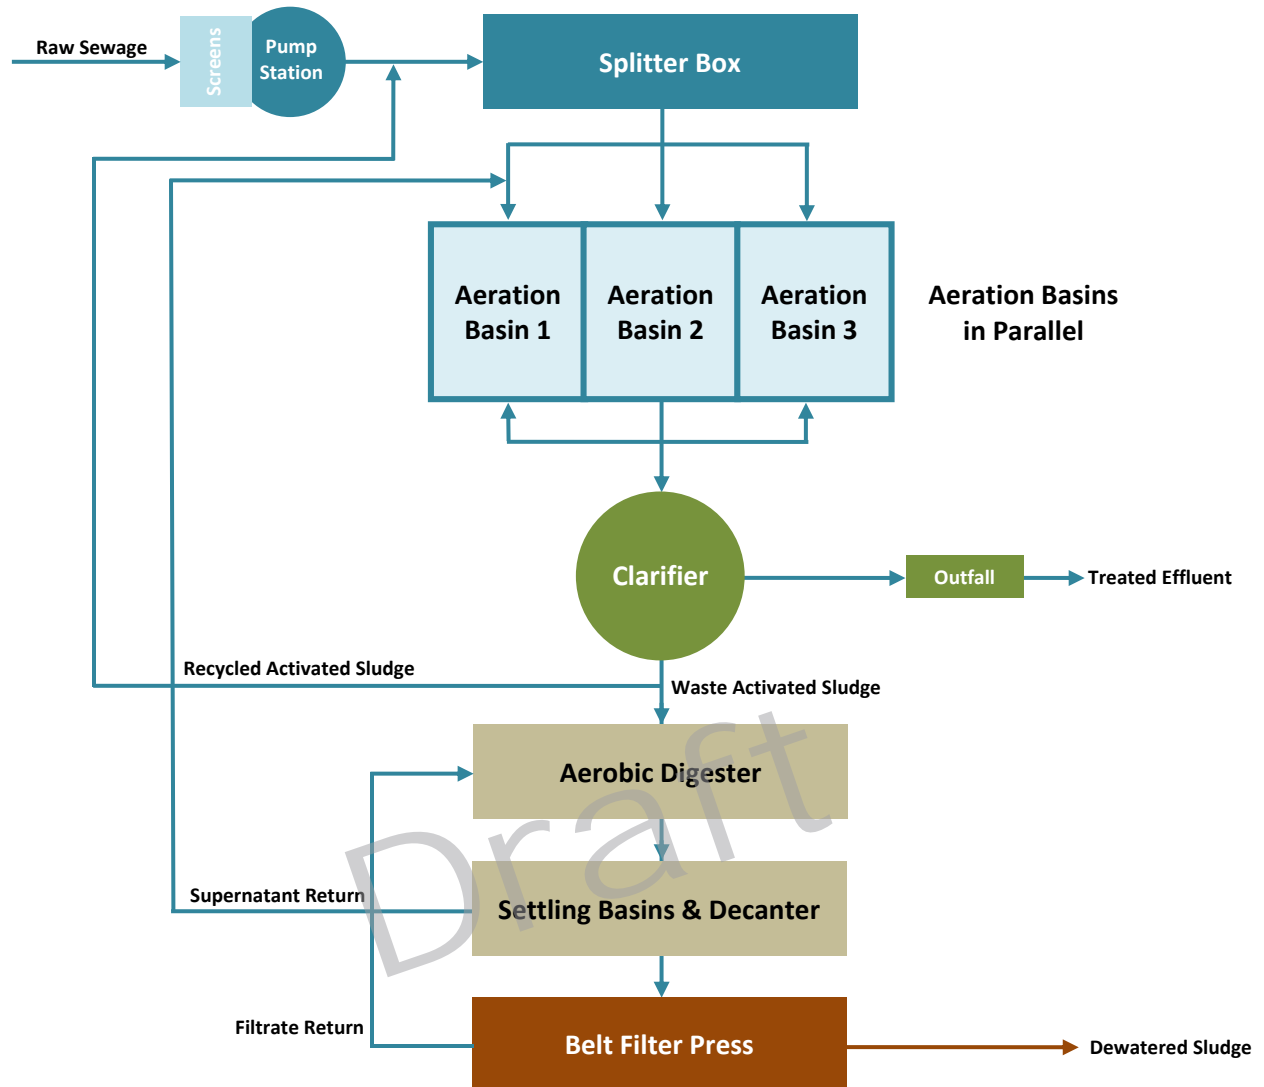 Raw Sewage
Screens
Pump
Station
Splitter Box
Aeration
Basin 1
Aeration
Basin 2
Aeration
Basin 3
Aeration Basins
in Parallel
Clarifier
Outfall
Treated Effluent
Recycled Activated Sludge
Waste Activated Sludge
Aerobic Digester
Draft
Supernatant Return
Settling Basins & Decanter
Filtrate Return
Belt Filter Press
Dewatered Sludge